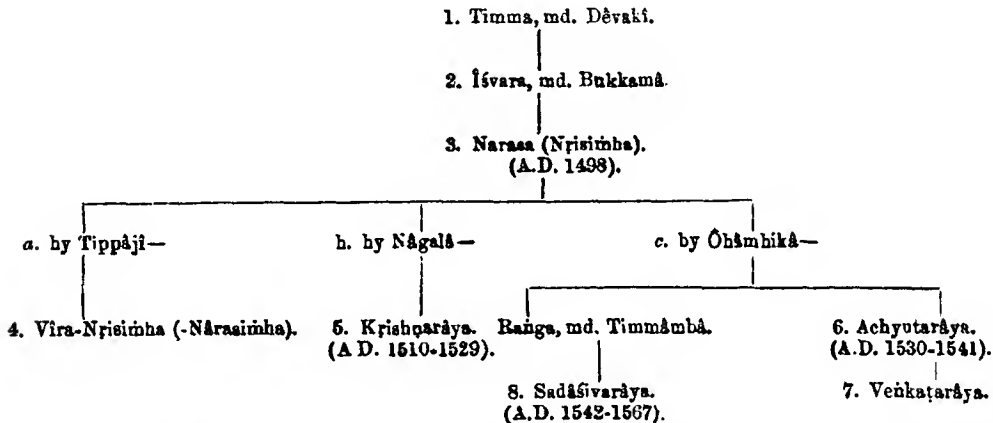 1. Timma, md. Dêvakî.
2. Îśvara, md. Bukkamâ.
3. Narasa (Nṛisiṁha).
(A.D. 1498).
a. by Tippâjî—
b. by Nâgalâ—
c. by Ôbâmbikâ—
4. Vîra-Nṛisiṁha (-Nârasiṁha).
5. Kṛishṇarâya.
(A D. 1510-1529).
Raṅga, md. Timmâmbâ.
6. Achyutarâya.
(A.D. 1530-1541).
8. Sadâśivarâya.
(A.D. 1542-1567).
7. Veṅkaṭarâya.